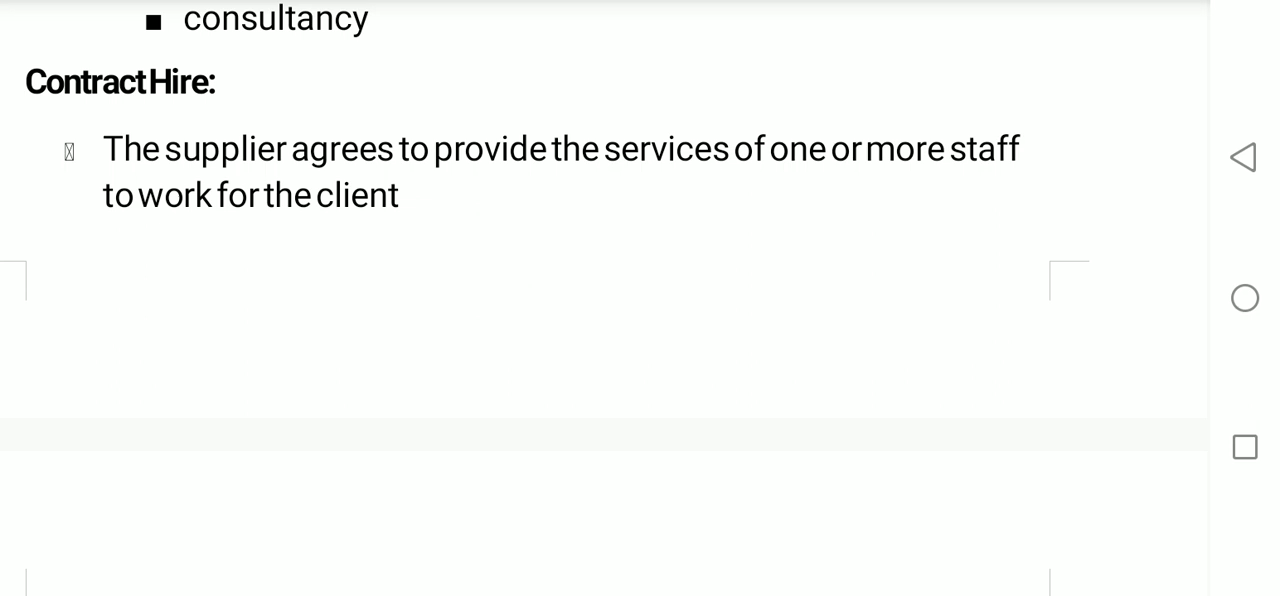 ▪ consultancy
Contract Hire:
The supplier agrees to provide the services of one or more staff
to work for the client